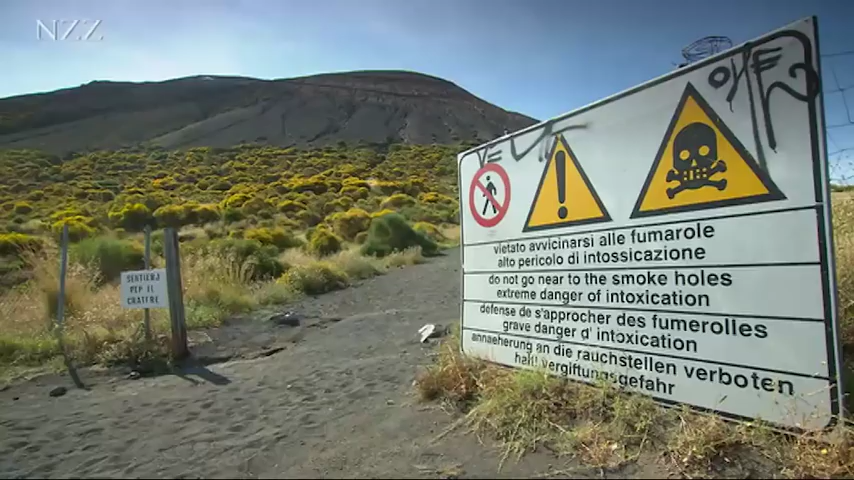 NZZ
SENTIERO
PER IL
CRATERE
vietato avvicinarsi alle fumarole
alto pericolo di intossicazione
do not go near to the smoke holes
extreme danger of intoxication
defense de s'approcher des fumerolles
grave danger d' intoxication
annaeherung an die rauchstellen verboten
halt! vergiftungsgefahr